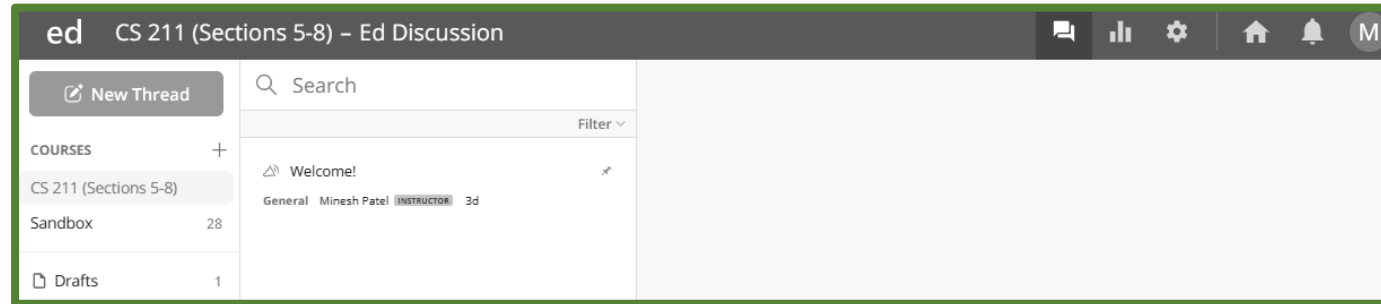 ed CS 211 (Sections 5-8) – Ed Discussion M
New Thread
COURSES
CS 211 (Sections 5-8)
Sandbox 28
Drafts 1
Search
Filter
Welcome!
General Minesh Patel INSTRUCTOR 3d